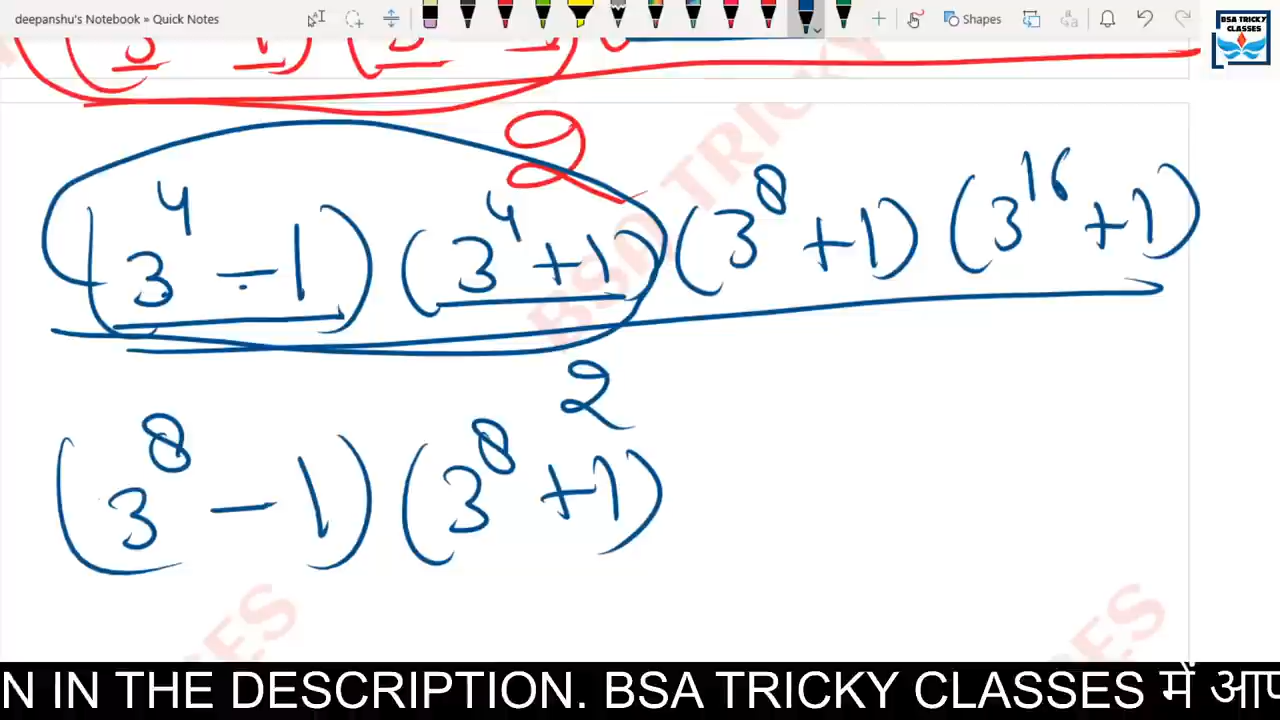 deepanshu's Notebook » Quick Notes
Shapes
BSA TRICKY
CLASSES
2
(3⁴ − 1) (3⁴ + 1) (3⁸ + 1) (3¹⁶ + 1)
2
(3⁸ − 1) (3⁸ + 1)
N IN THE DESCRIPTION. BSA TRICKY CLASSES में आप